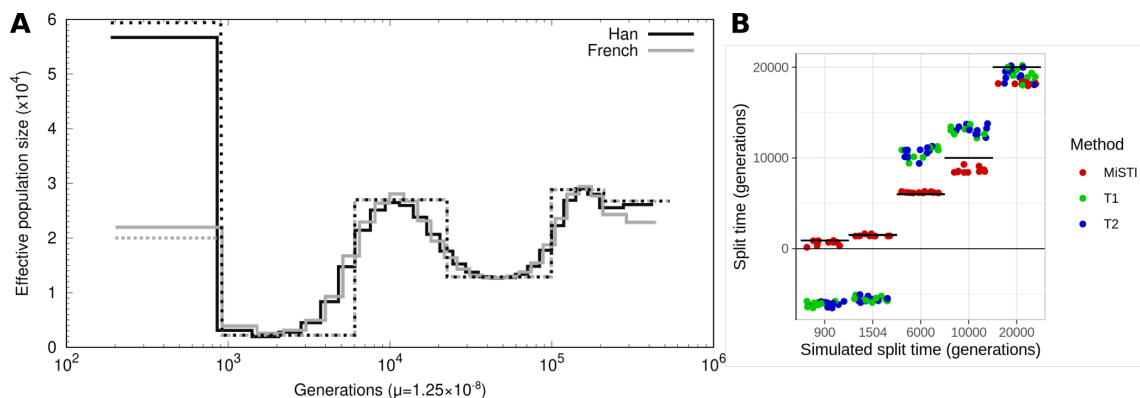 A
Effective population size (x10⁴)
6
5
4
3
2
1
0
Han
French
10² 10³ 10⁴ 10⁵ 10⁶
Generations (μ=1.25×10⁻⁸)
B
Split time (generations)
20000
10000
0
900 1504 6000 10000 20000
Simulated split time (generations)
Method
MiSTI
T1
T2